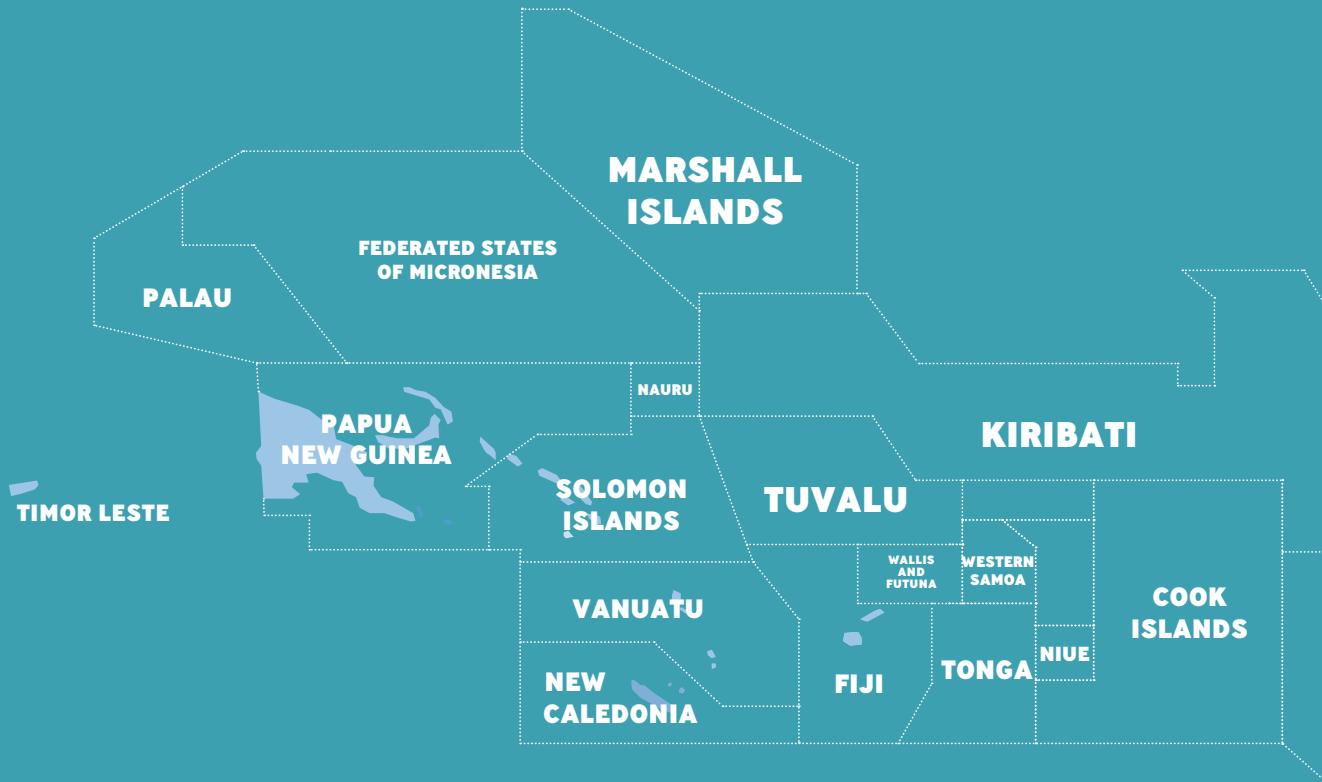 MARSHALL
ISLANDS
FEDERATED STATES
OF MICRONESIA
PALAU
NAURU
PAPUA
NEW GUINEA
KIRIBATI
SOLOMON
ISLANDS
TUVALU
TIMOR LESTE
WALLIS
AND
FUTUNA
WESTERN
SAMOA
VANUATU
COOK
ISLANDS
NIUE
TONGA
FIJI
NEW
CALEDONIA